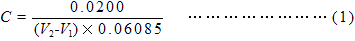 C = 0.0200 / ((V₂-V₁) × 0.06085) ⋯⋯⋯⋯⋯⋯⋯⋯ (1)